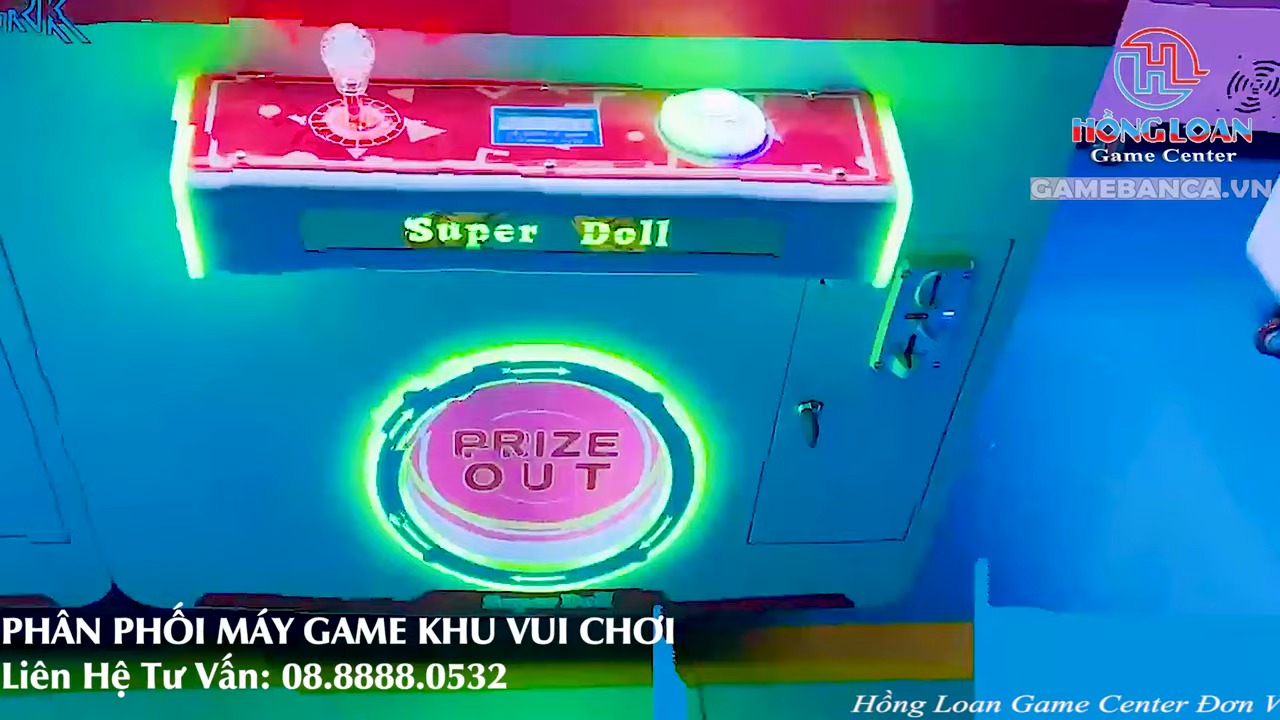 HỒNG LOAN
Game Center
GAMEBANCA.VN
Super Doll
PRIZE
OUT
PHÂN PHỐI MÁY GAME KHU VUI CHƠI
Liên Hệ Tư Vấn: 08.8888.0532
Hồng Loan Game Center Đơn V